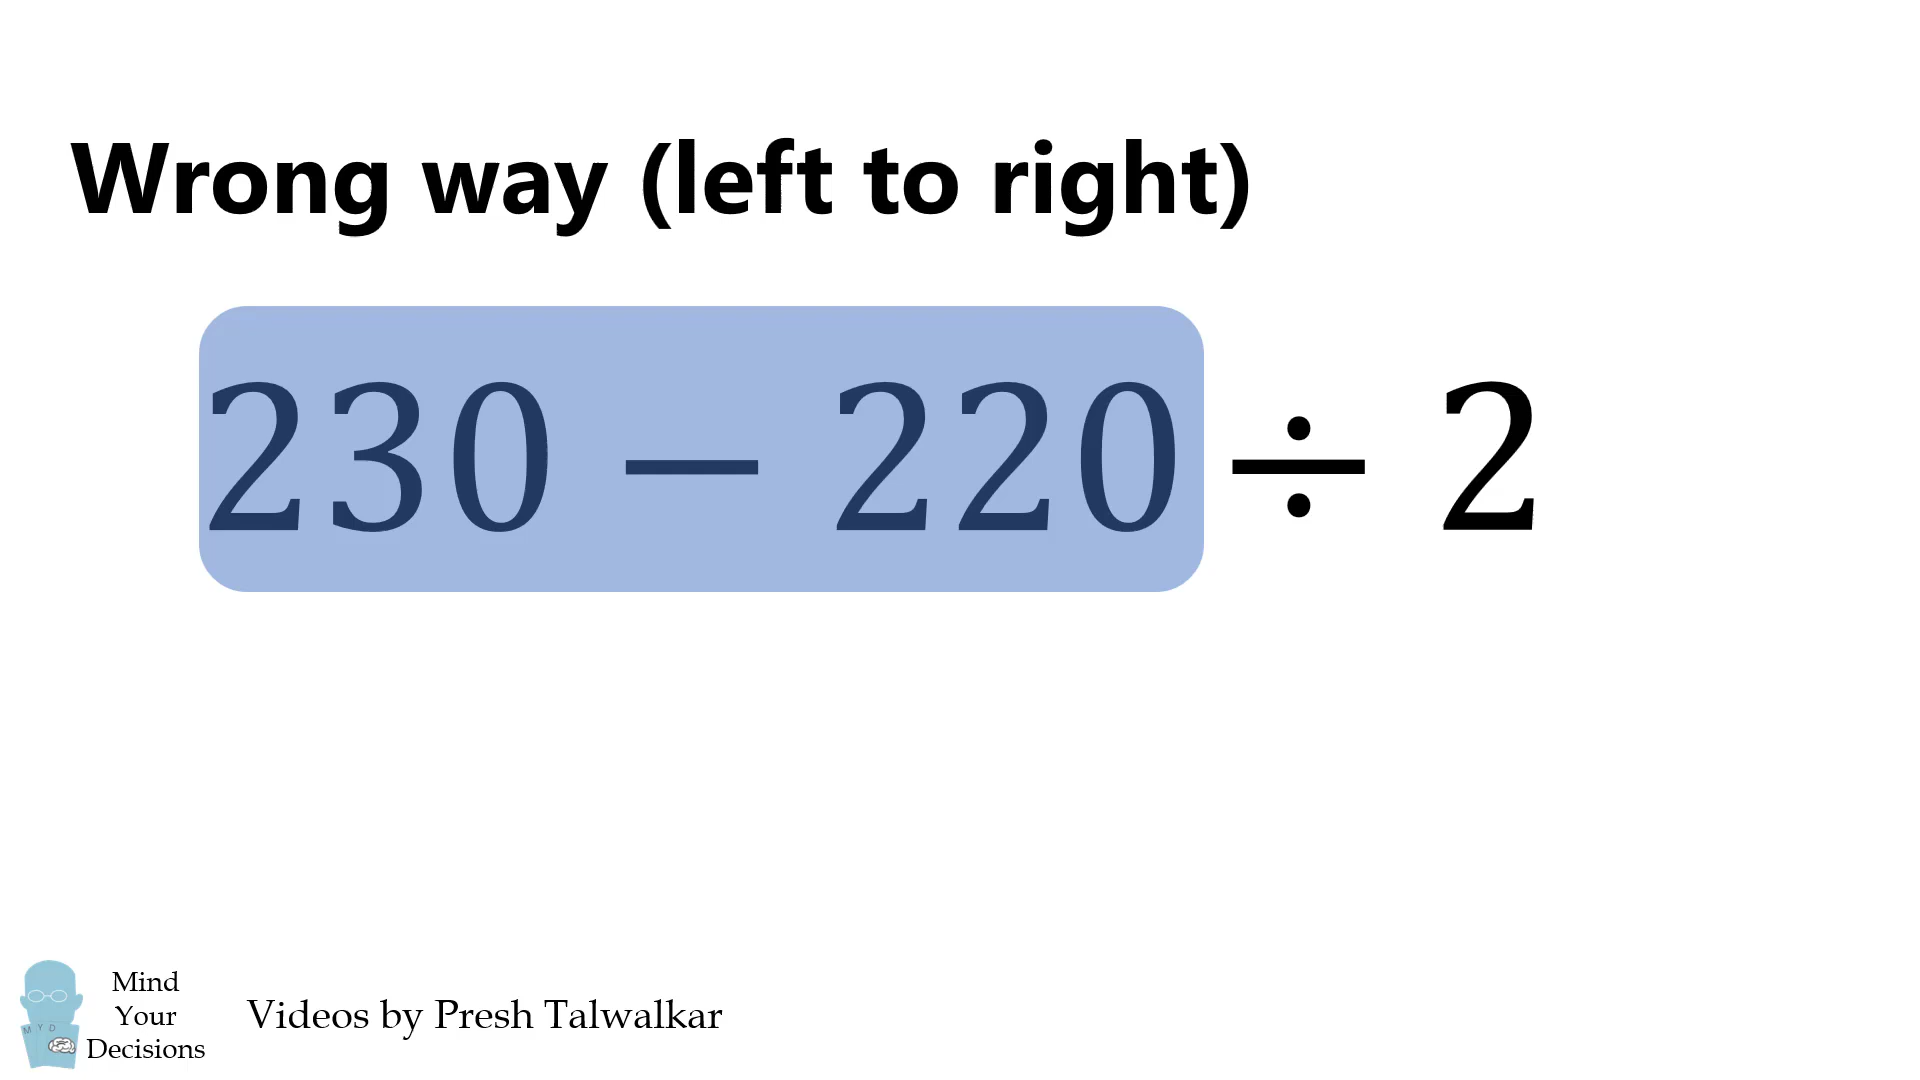 Wrong way (left to right)
230 − 220 ÷ 2
M Y D
Mind
Your
Decisions
Videos by Presh Talwalkar